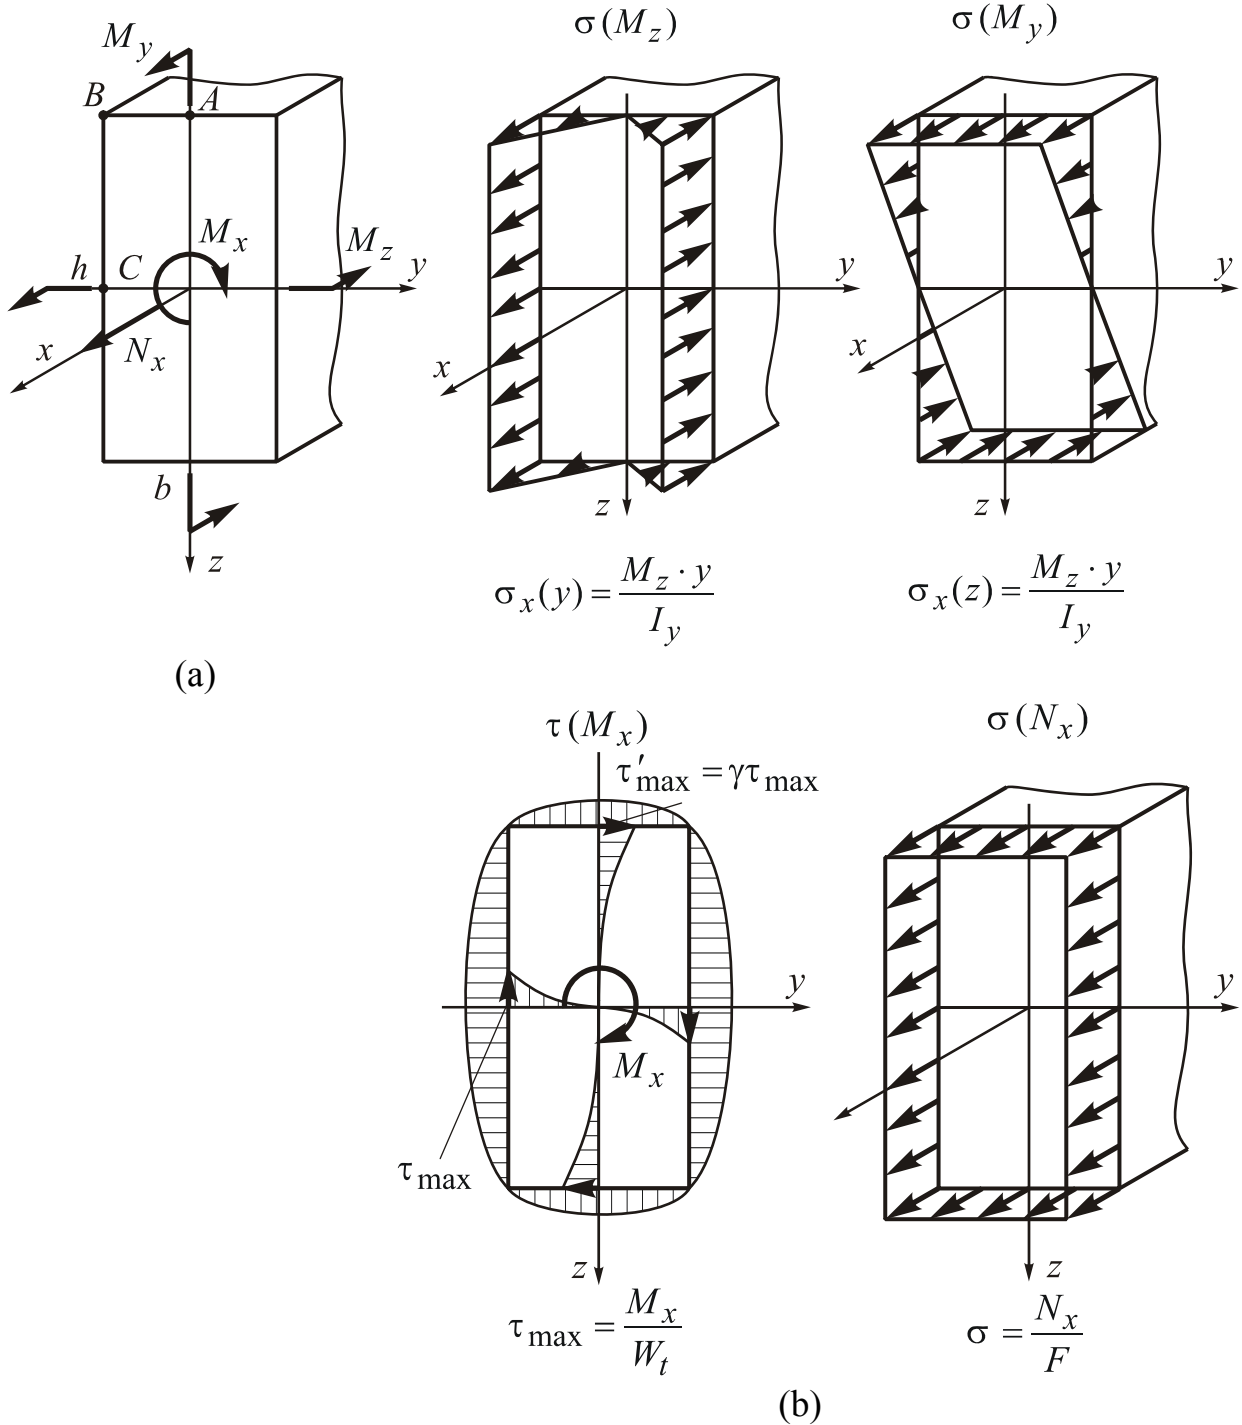 σ(M_z)
σ(M_y)
M_y
B
A
M_x
M_z
h
C
y
x
N_x
b
z
y
x
z
y
x
z
σ_x(y) = M_z · y / I_y
σ_x(z) = M_z · y / I_y
(a)
τ(M_x)
τ′_max = γτ_max
σ(N_x)
y
M_x
τ_max
z
y
z
τ_max = M_x / W_t
σ = N_x / F
(b)